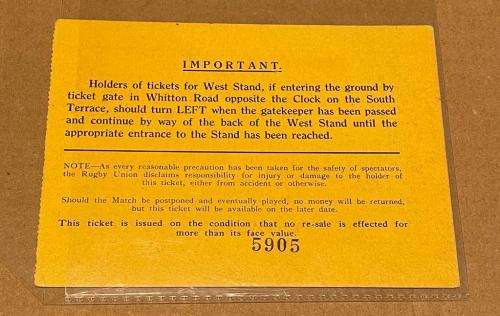 IMPORTANT.
Holders of tickets for West Stand, if entering the ground by
ticket gate in Whitton Road opposite the Clock on the South
Terrace, should turn LEFT when the gatekeeper has been passed
and continue by way of the back of the West Stand until the
appropriate entrance to the Stand has been reached.
NOTE—As every reasonable precaution has been taken for the safety of spectators,
the Rugby Union disclaims responsibility for injury or damage to the holder of
this ticket, either from accident or otherwise.
Should the Match be postponed and eventually played, no money will be returned,
but this ticket will be available on the later date.
This ticket is issued on the condition that no re-sale is effected for
more than its face value.
5905